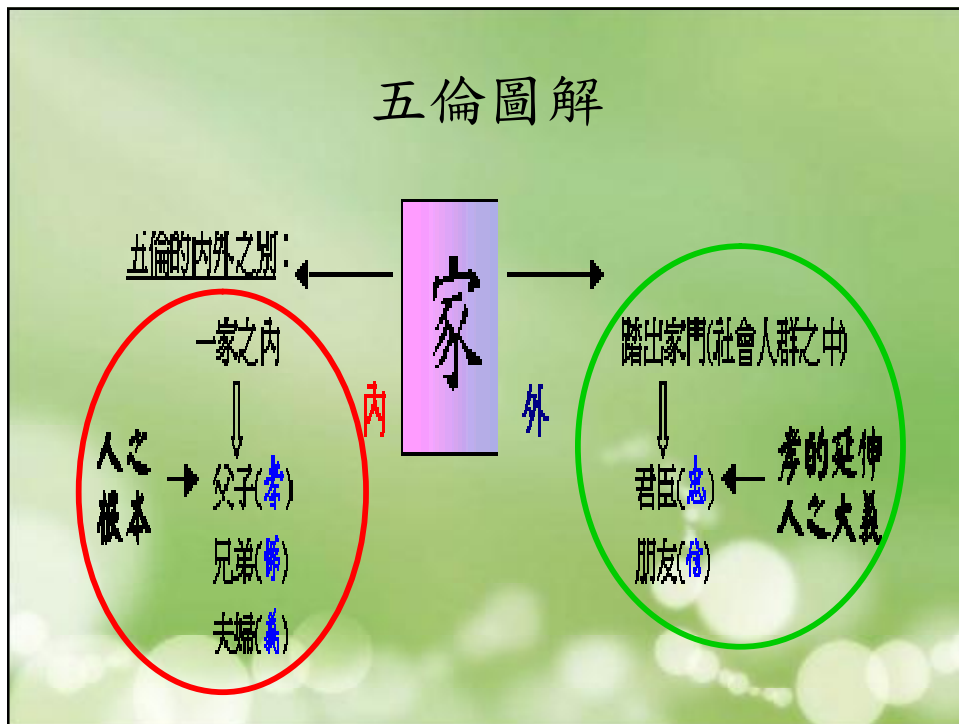 五倫圖解
五倫的內外之別：
家
內
外
一家之內
人之
根本
父子(孝)
兄弟(悌)
夫婦(義)
踏出家門(社會人群之中)
君臣(忠)
朋友(信)
孝的延伸
人之大義